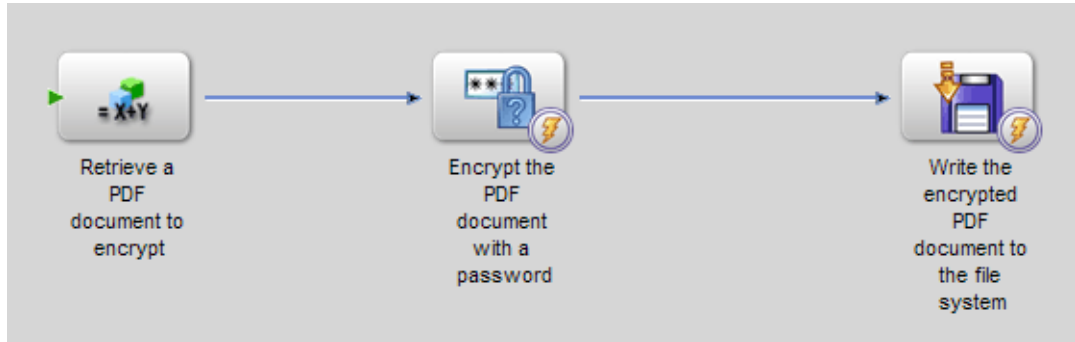 = X+Y
**
?
Retrieve a
PDF
document to
encrypt
Encrypt the
PDF
document
with a
password
Write the
encrypted
PDF
document to
the file
system